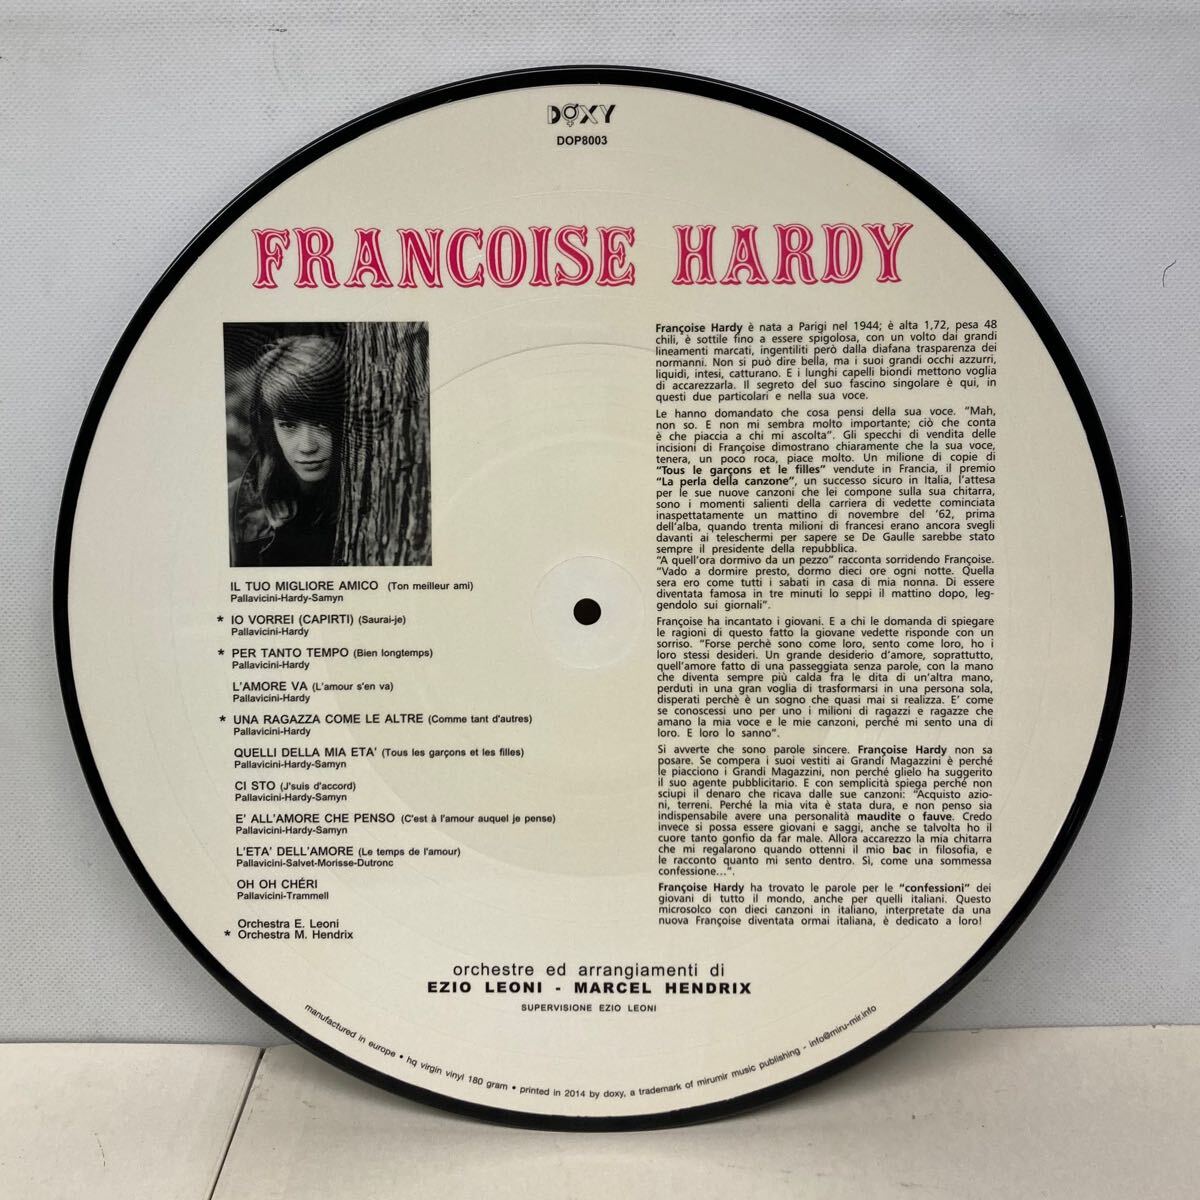 DOXY
DOP8003
FRANCOISE HARDY
Françoise Hardy è nata a Parigi nel 1944; è alta 1,72, pesa 48
chili, è sottile fino a essere spigolosa, con un volto dai grandi
lineamenti marcati, ingentiliti però dalla diafana trasparenza dei
normanni. Non si può dire bella, ma i suoi grandi occhi azzurri,
liquidi, intesi, catturano. E i lunghi capelli biondi mettono voglia
di accarezzarla. Il segreto del suo fascino singolare è qui, in
questi due particolari e nella sua voce.
Le hanno domandato che cosa pensi della sua voce. "Mah,
non so. E non mi sembra molto importante; ciò che conta
è che piaccia a chi mi ascolta". Gli specchi di vendita delle
incisioni di Françoise dimostrano chiaramente che la sua voce,
tenera, un poco roca, piace molto. Un milione di copie di
"Tous le garçons et le filles" vendute in Francia, il premio
"La perla della canzone", un successo sicuro in Italia, l'attesa
per le sue nuove canzoni che lei compone sulla sua chitarra,
sono i momenti salienti della carriera di vedette cominciata
inaspettatamente un mattino di novembre del '62, prima
dell'alba, quando trenta milioni di francesi erano ancora svegli
davanti ai teleschermi per sapere se De Gaulle sarebbe stato
sempre il presidente della repubblica.
"A quell'ora dormivo da un pezzo" racconta sorridendo Françoise.
"Vado a dormire presto, dormo dieci ore ogni notte. Quella
sera ero come tutti i sabati in casa di mia nonna. Di essere
diventata famosa in tre minuti lo seppi il mattino dopo, leg-
gendolo sui giornali".
Françoise ha incantato i giovani. E a chi le domanda di spiegare
le ragioni di questo fatto la giovane vedette risponde con un
sorriso. "Forse perchè sono come loro, sento come loro, ho i
loro stessi desideri. Un grande desiderio d'amore, soprattutto,
quell'amore fatto di una passeggiata senza parole, con la mano
che diventa sempre più calda fra le dita di un'altra mano,
perduti in una gran voglia di trasformarsi in una persona sola,
disperati perchè è un sogno che quasi mai si realizza. E' come
se conoscessi uno per uno i milioni di ragazzi e ragazze che
amano la mia voce e le mie canzoni, perché mi sento una di
loro. E loro lo sanno".
Si avverte che sono parole sincere. Françoise Hardy non sa
posare. Se compera i suoi vestiti ai Grandi Magazzini è perché
le piacciono i Grandi Magazzini, non perché glielo ha suggerito
il suo agente pubblicitario. E con semplicità spiega perché non
sciupi il denaro che ricava dalle sue canzoni: "Acquisto azio-
ni, terreni. Perché la mia vita è stata dura, e non penso sia
indispensabile avere una personalità maudite o fauve. Credo
invece si possa essere giovani e saggi, anche se talvolta ho il
cuore tanto gonfio da far male. Allora accarezzo la mia chitarra
che mi regalarono quando ottenni il mio bac in filosofia, e
le racconto quanto mi sento dentro. Sì, come una sommessa
confessione...".
Françoise Hardy ha trovato le parole per le "confessioni" dei
giovani di tutto il mondo, anche per quelli italiani. Questo
microsolco con dieci canzoni in italiano, interpretate da una
nuova Françoise diventata ormai italiana, è dedicato a loro!
IL TUO MIGLIORE AMICO (Ton meilleur ami)
Pallavicini-Hardy-Samyn
* IO VORREI (CAPIRTI) (Saurai-je)
Pallavicini-Hardy
* PER TANTO TEMPO (Bien longtemps)
Pallavicini-Hardy
L'AMORE VA (L'amour s'en va)
Pallavicini-Hardy
* UNA RAGAZZA COME LE ALTRE (Comme tant d'autres)
Pallavicini-Hardy
QUELLI DELLA MIA ETA' (Tous les garçons et les filles)
Pallavicini-Hardy-Samyn
CI STO (J'suis d'accord)
Pallavicini-Hardy-Samyn
E' ALL'AMORE CHE PENSO (C'est à l'amour auquel je pense)
Pallavicini-Hardy-Samyn
L'ETA' DELL'AMORE (Le temps de l'amour)
Pallavicini-Salvet-Morisse-Dutronc
OH OH CHÉRI
Pallavicini-Trammell
Orchestra E. Leoni
* Orchestra M. Hendrix
orchestre ed arrangiamenti di
EZIO LEONI - MARCEL HENDRIX
SUPERVISIONE EZIO LEONI
manufactured in europe • hq virgin vinyl 180 gram • printed in 2014 by doxy, a trademark of mirumir music publishing - info@miru-mir.info